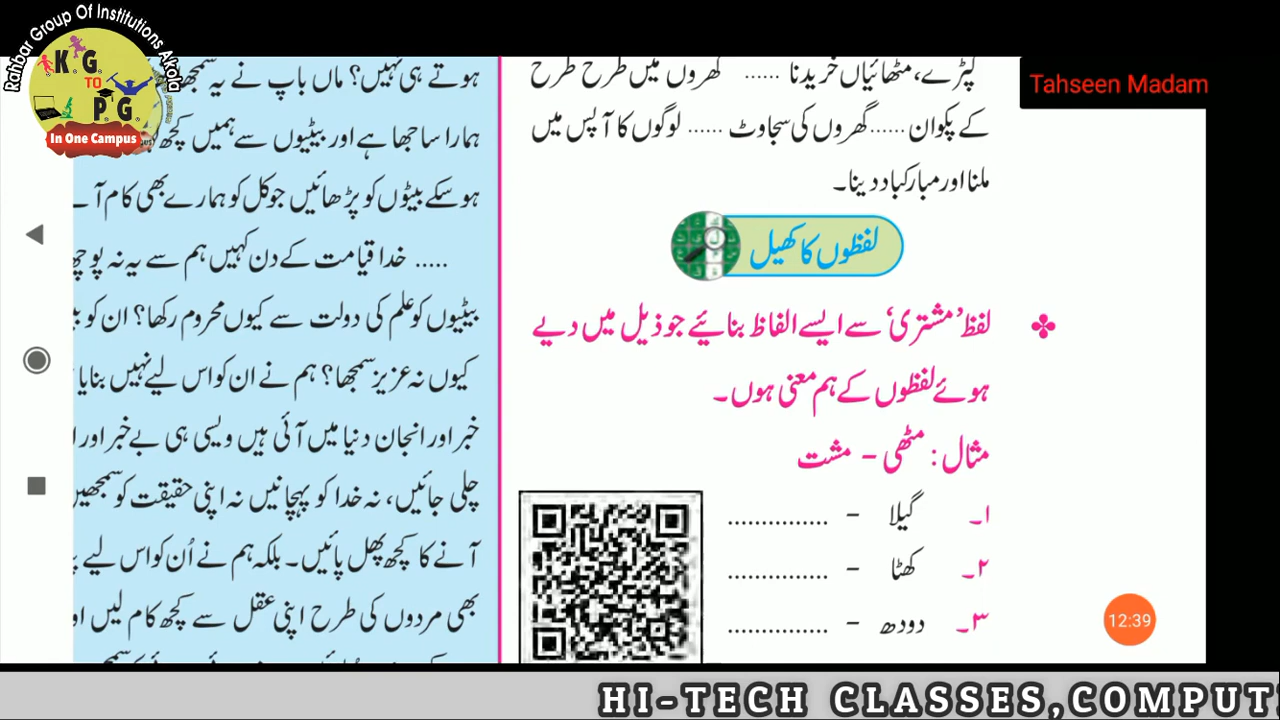 Rahbar Group Of Institutions Akola
K. G.
TO
P. G.
In One Campus
Tahseen Madam
کپڑے، مٹھائیاں خریدنا ...... گھروں میں طرح طرح
کے پکوان ...... گھروں کی سجاوٹ ...... لوگوں کا آپس میں
ملنا اور مبارکباد دینا۔
لفظوں کا کھیل
لفظ 'مشتری' سے ایسے الفاظ بنائیے جو ذیل میں دیے
ہوئے لفظوں کے ہم معنی ہوں۔
مثال : مٹھی - مشت
۱۔ گیلا - ...............
۲۔ کھٹا - ...............
۳۔ دودھ - ...............
ہوتے ہی نہیں؟ ماں باپ نے یہ سمجھ
ہمارا ساجھا ہے اور بیٹیوں سے ہمیں کچھ
ہو سکے بیٹوں کو پڑھائیں جو کل کو ہمارے بھی کام آ
..... خدا قیامت کے دن کہیں ہم سے یہ نہ پوچھ
بیٹیوں کو علم کی دولت سے کیوں محروم رکھا؟ ان کو
کیوں نہ عزیز سمجھا؟ ہم نے ان کو اس لیے نہیں بنایا
خبر اور انجان دنیا میں آئی ہیں ویسی ہی بے خبر اور
چلی جائیں، نہ خدا کو پہچانیں نہ اپنی حقیقت کو سمجھیں
آنے کا کچھ پھل پائیں۔ بلکہ ہم نے اُن کو اس لیے
بھی مردوں کی طرح اپنی عقل سے کچھ کام لیں
12:39
HI-TECH CLASSES,COMPUT